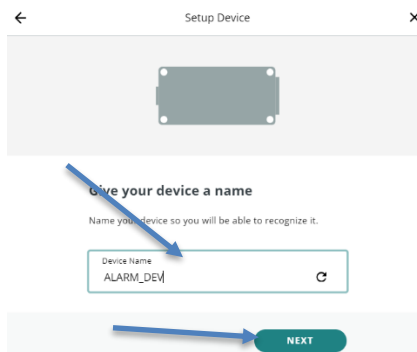 Setup Device
Give your device a name
Name your device so you will be able to recognize it.
Device Name
ALARM_DEV
NEXT